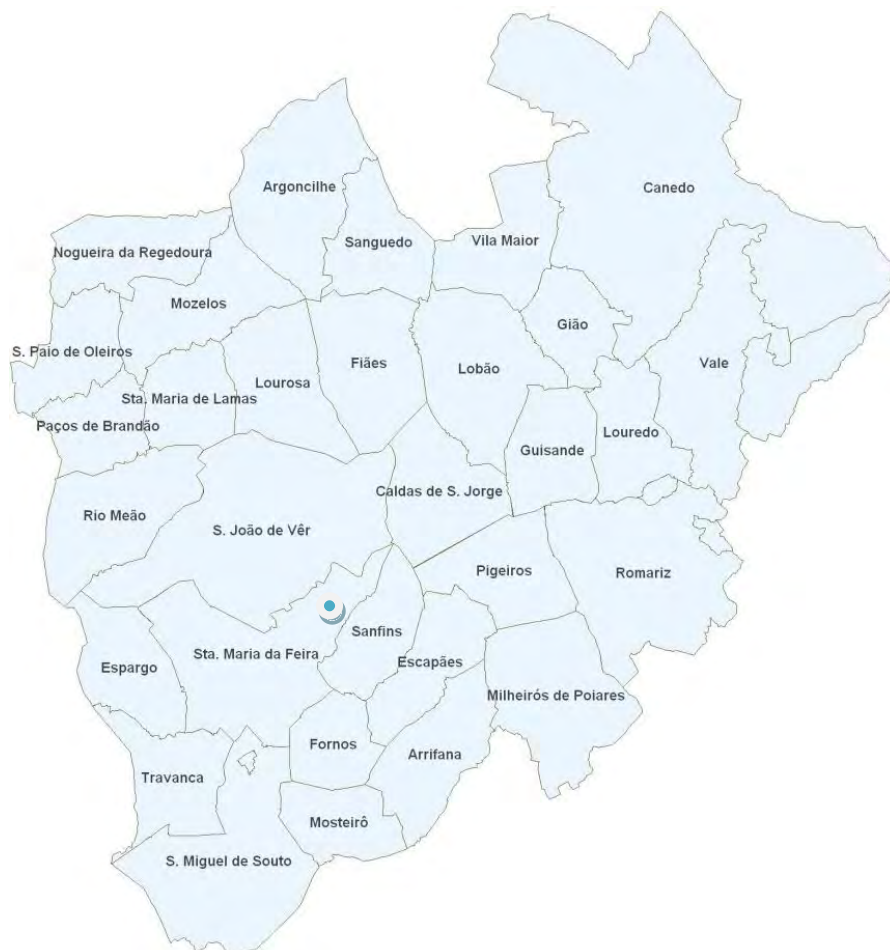 Argoncilhe
Canedo
Sanguedo
Vila Maior
Nogueira da Regedoura
Mozelos
Gião
S. Paio de Oleiros
Fiães
Lobão
Vale
Lourosa
Sta. Maria de Lamas
Paços de Brandão
Louredo
Guisande
Caldas de S. Jorge
Rio Meão
S. João de Vêr
Pigeiros
Romariz
Sanfins
Sta. Maria da Feira
Escapães
Espargo
Milheirós de Poiares
Fornos
Arrifana
Travanca
Mosteirô
S. Miguel de Souto